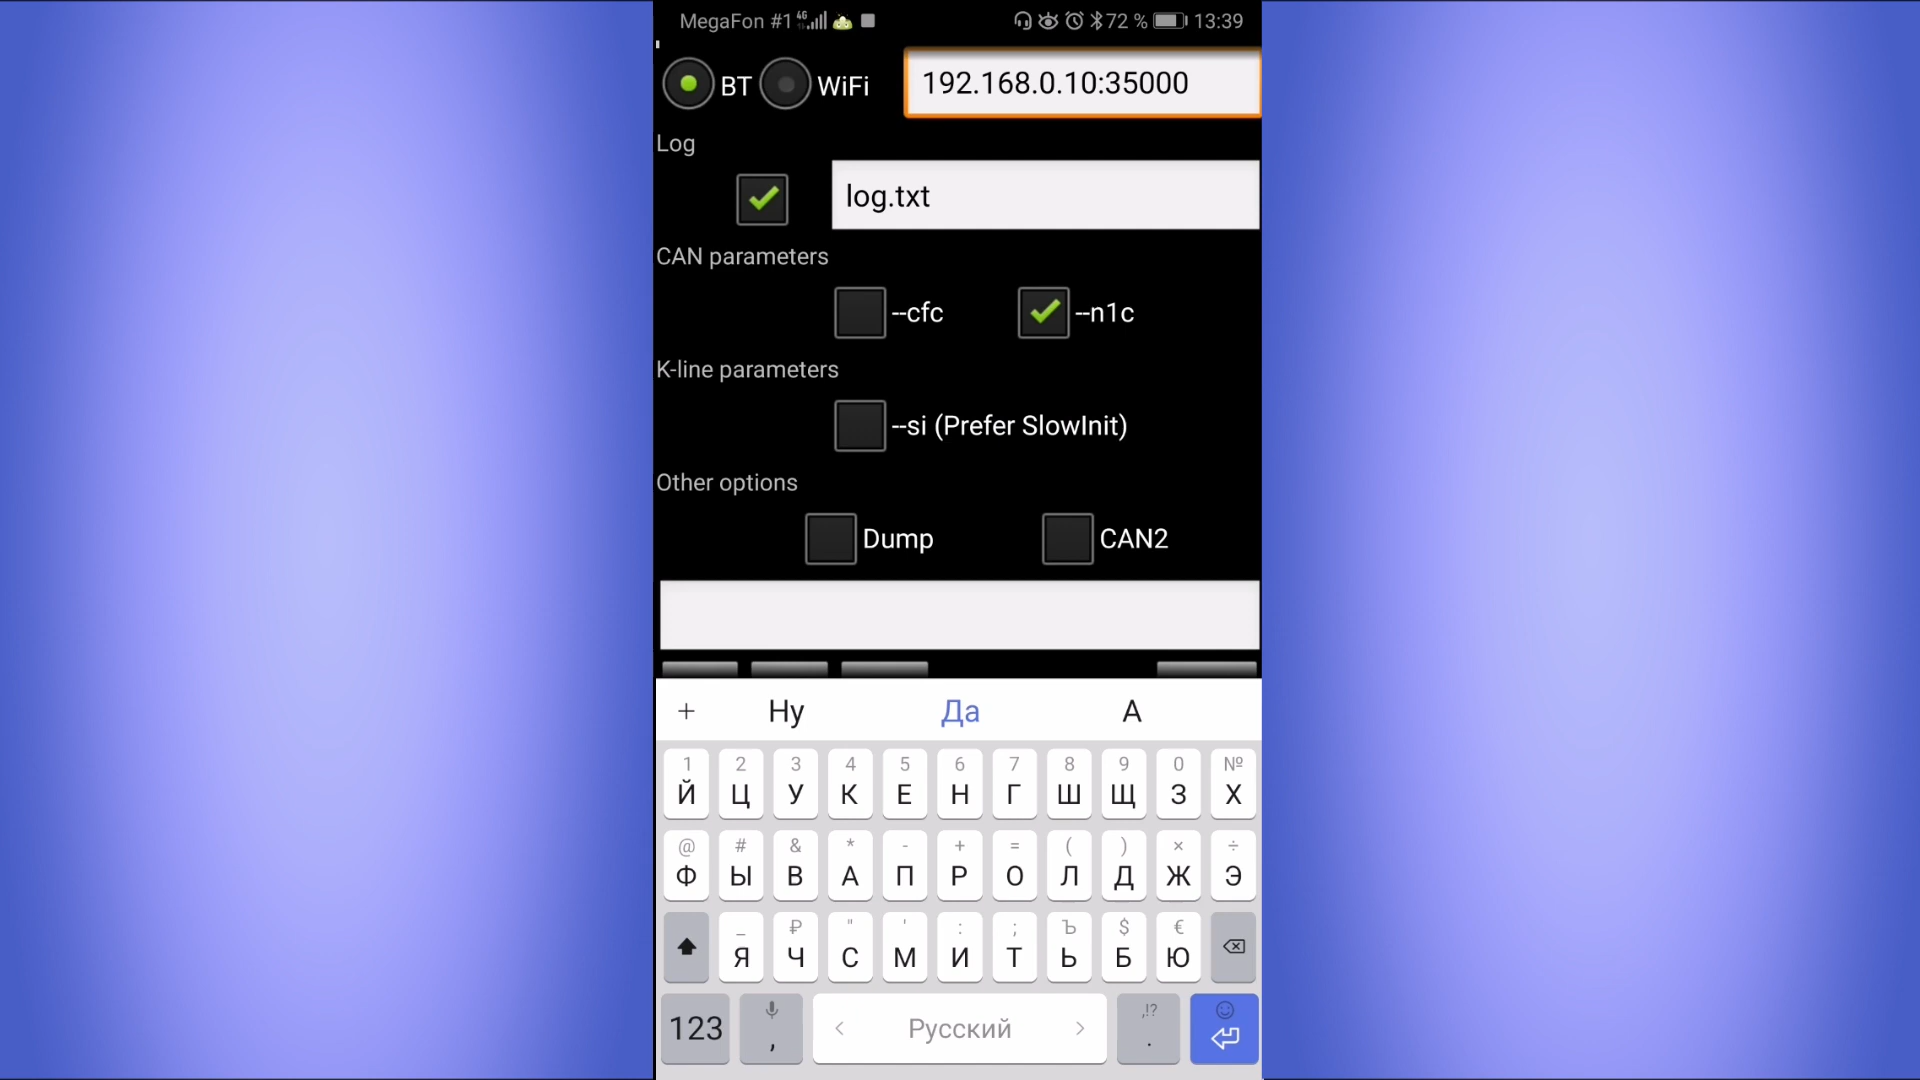 MegaFon #1 4G 72 % 13:39
BT WiFi 192.168.0.10:35000
Log
log.txt
CAN parameters
--cfc --n1c
K-line parameters
--si (Prefer SlowInit)
Other options
Dump CAN2
+ Ну Да А
1 2 3 4 5 6 7 8 9 0 №
Й Ц У К Е Н Г Ш Щ З Х
@ # & * - + = ( ) × ÷
Ф Ы В А П Р О Л Д Ж Э
_ ₽ " ' : ; Ъ $ €
Я Ч С М И Т Ь Б Ю
123 , < Русский > ,!? .